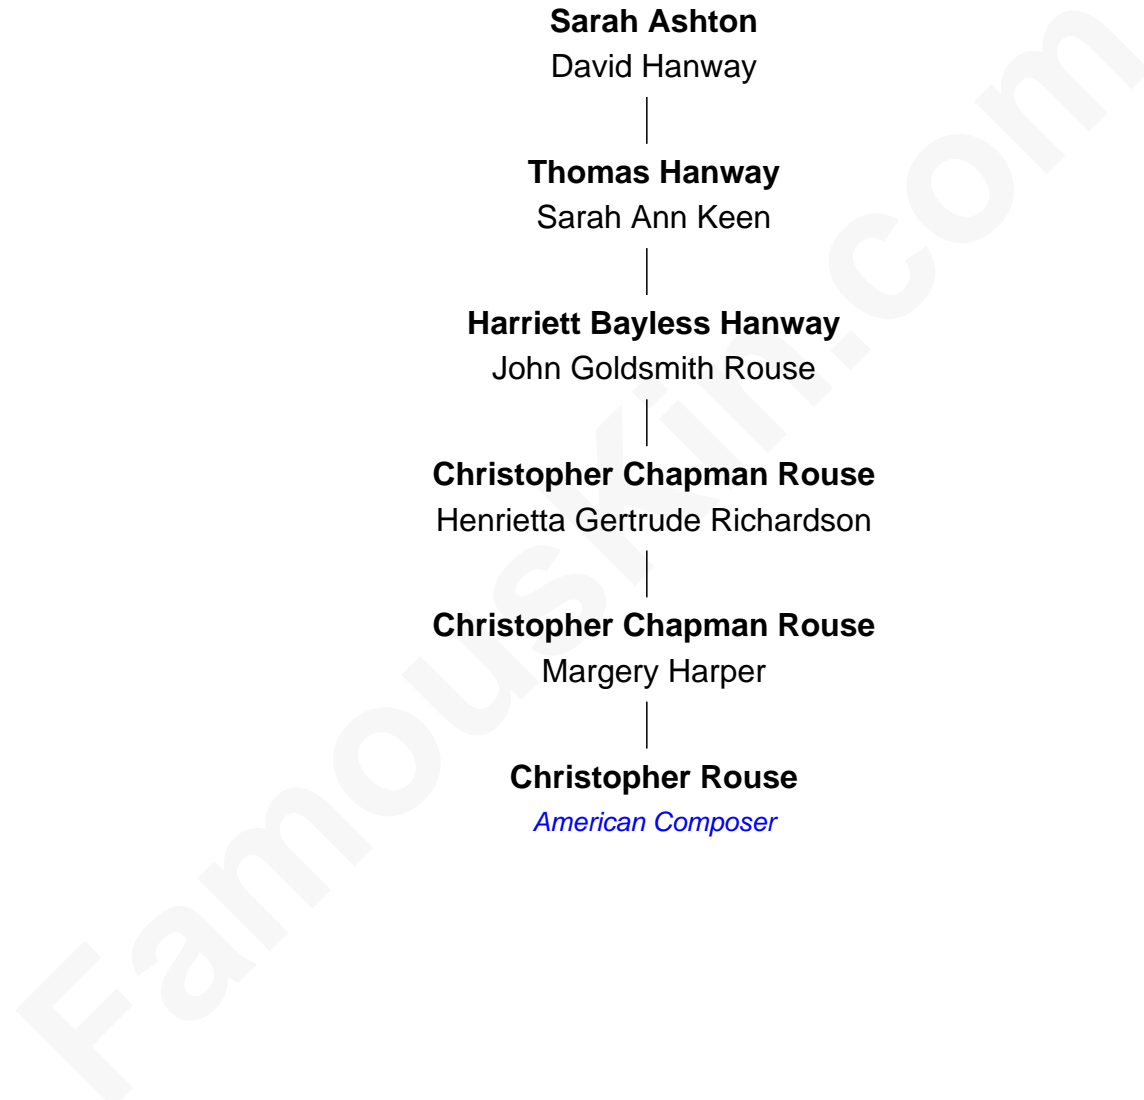 Sarah Ashton
David Hanway
Thomas Hanway
Sarah Ann Keen
Harriett Bayless Hanway
John Goldsmith Rouse
Christopher Chapman Rouse
Henrietta Gertrude Richardson
Christopher Chapman Rouse
Margery Harper
Christopher Rouse
American Composer
FamousKin.com